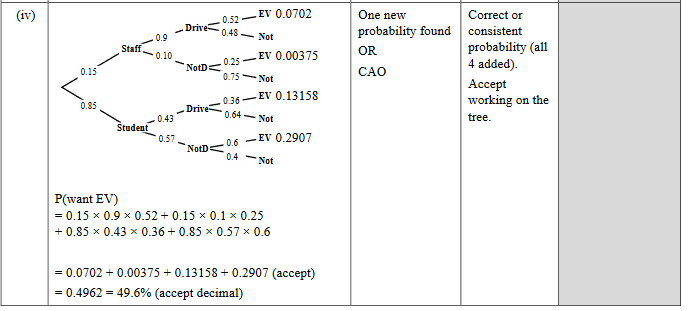 (iv)
EV 0.0702
0.52
Drive
0.48
Not
0.9
Staff
0.10
EV 0.00375
0.25
NotD
0.75
Not
0.15
EV 0.13158
0.36
0.85
Drive
0.64
Not
0.43
Student
0.57
EV 0.2907
0.6
NotD
0.4
Not
P(want EV)
= 0.15 × 0.9 × 0.52 + 0.15 × 0.1 × 0.25
+ 0.85 × 0.43 × 0.36 + 0.85 × 0.57 × 0.6
= 0.0702 + 0.00375 + 0.13158 + 0.2907 (accept)
= 0.4962 = 49.6% (accept decimal)
One new
probability found
OR
CAO
Correct or
consistent
probability (all
4 added).
Accept
working on the
tree.